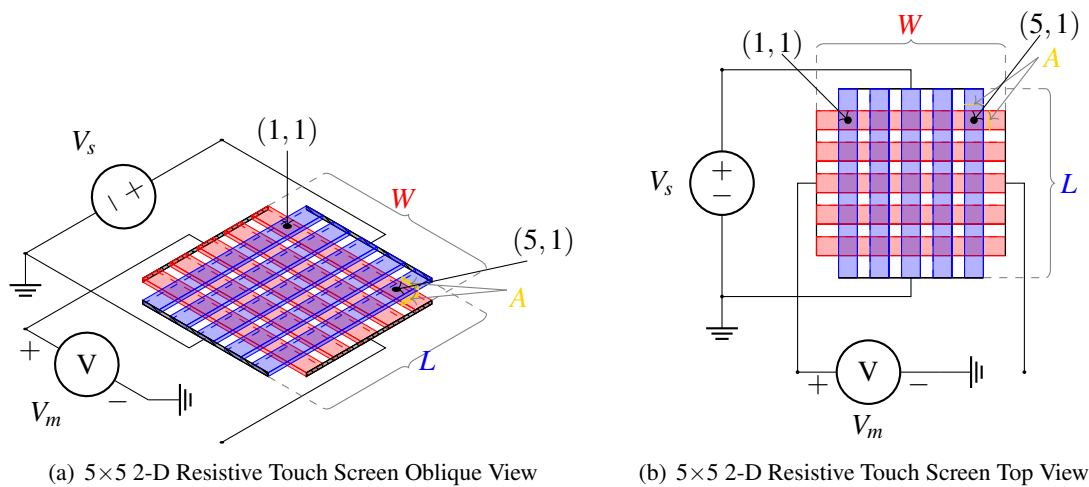 (1,1)
V_s
+
−
W
(5,1)
A
L
+
V
−
V_m
(a) 5×5 2-D Resistive Touch Screen Oblique View
(5,1)
(1,1)
W
A
V_s
+
−
L
+
V
−
V_m
(b) 5×5 2-D Resistive Touch Screen Top View